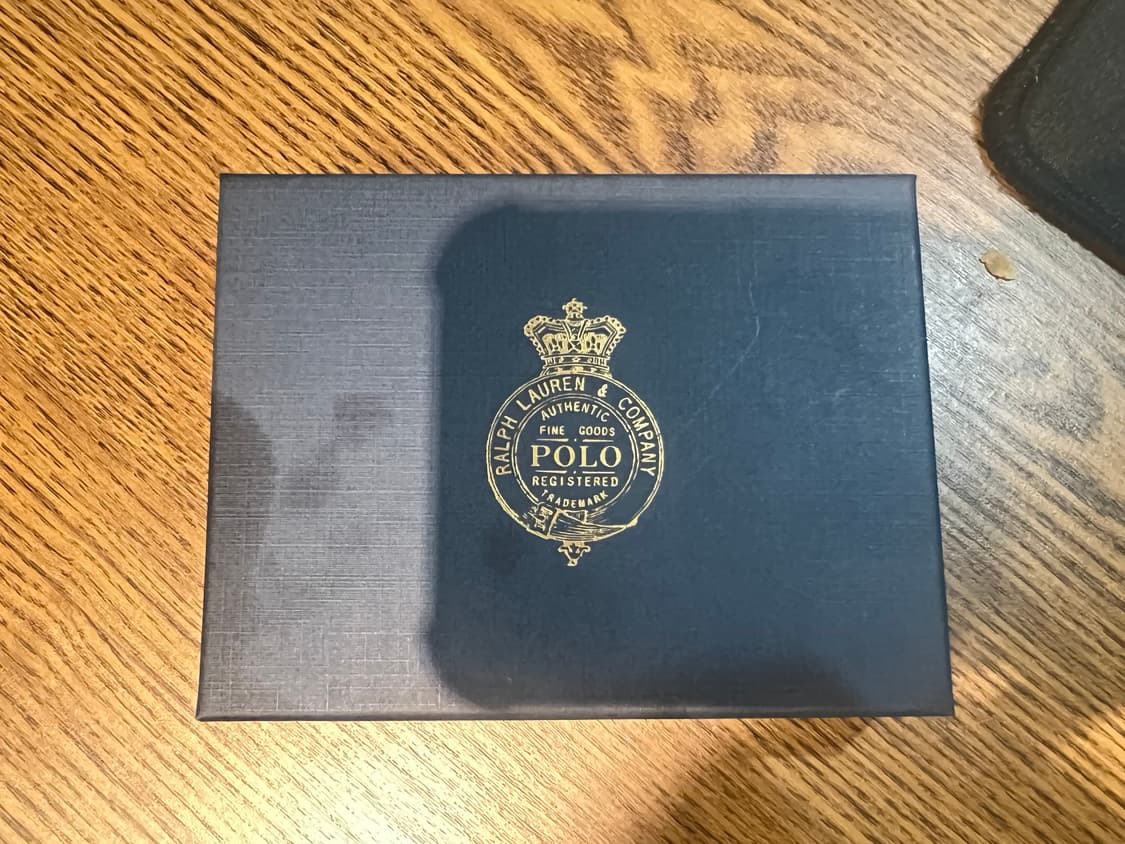 RALPH LAUREN & COMPANY
AUTHENTIC
FINE GOODS
POLO
REGISTERED
TRADEMARK